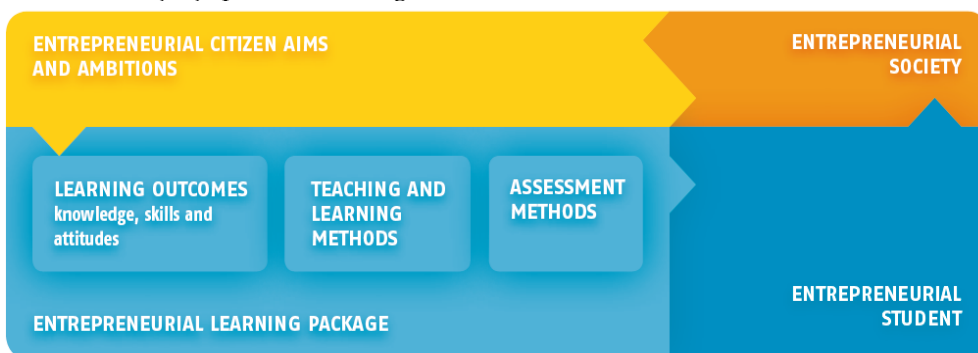 ENTREPRENEURIAL CITIZEN AIMS
AND AMBITIONS
ENTREPRENEURIAL
SOCIETY
LEARNING OUTCOMES
knowledge, skills and
attitudes
TEACHING AND
LEARNING
METHODS
ASSESSMENT
METHODS
ENTREPRENEURIAL LEARNING PACKAGE
ENTREPRENEURIAL
STUDENT